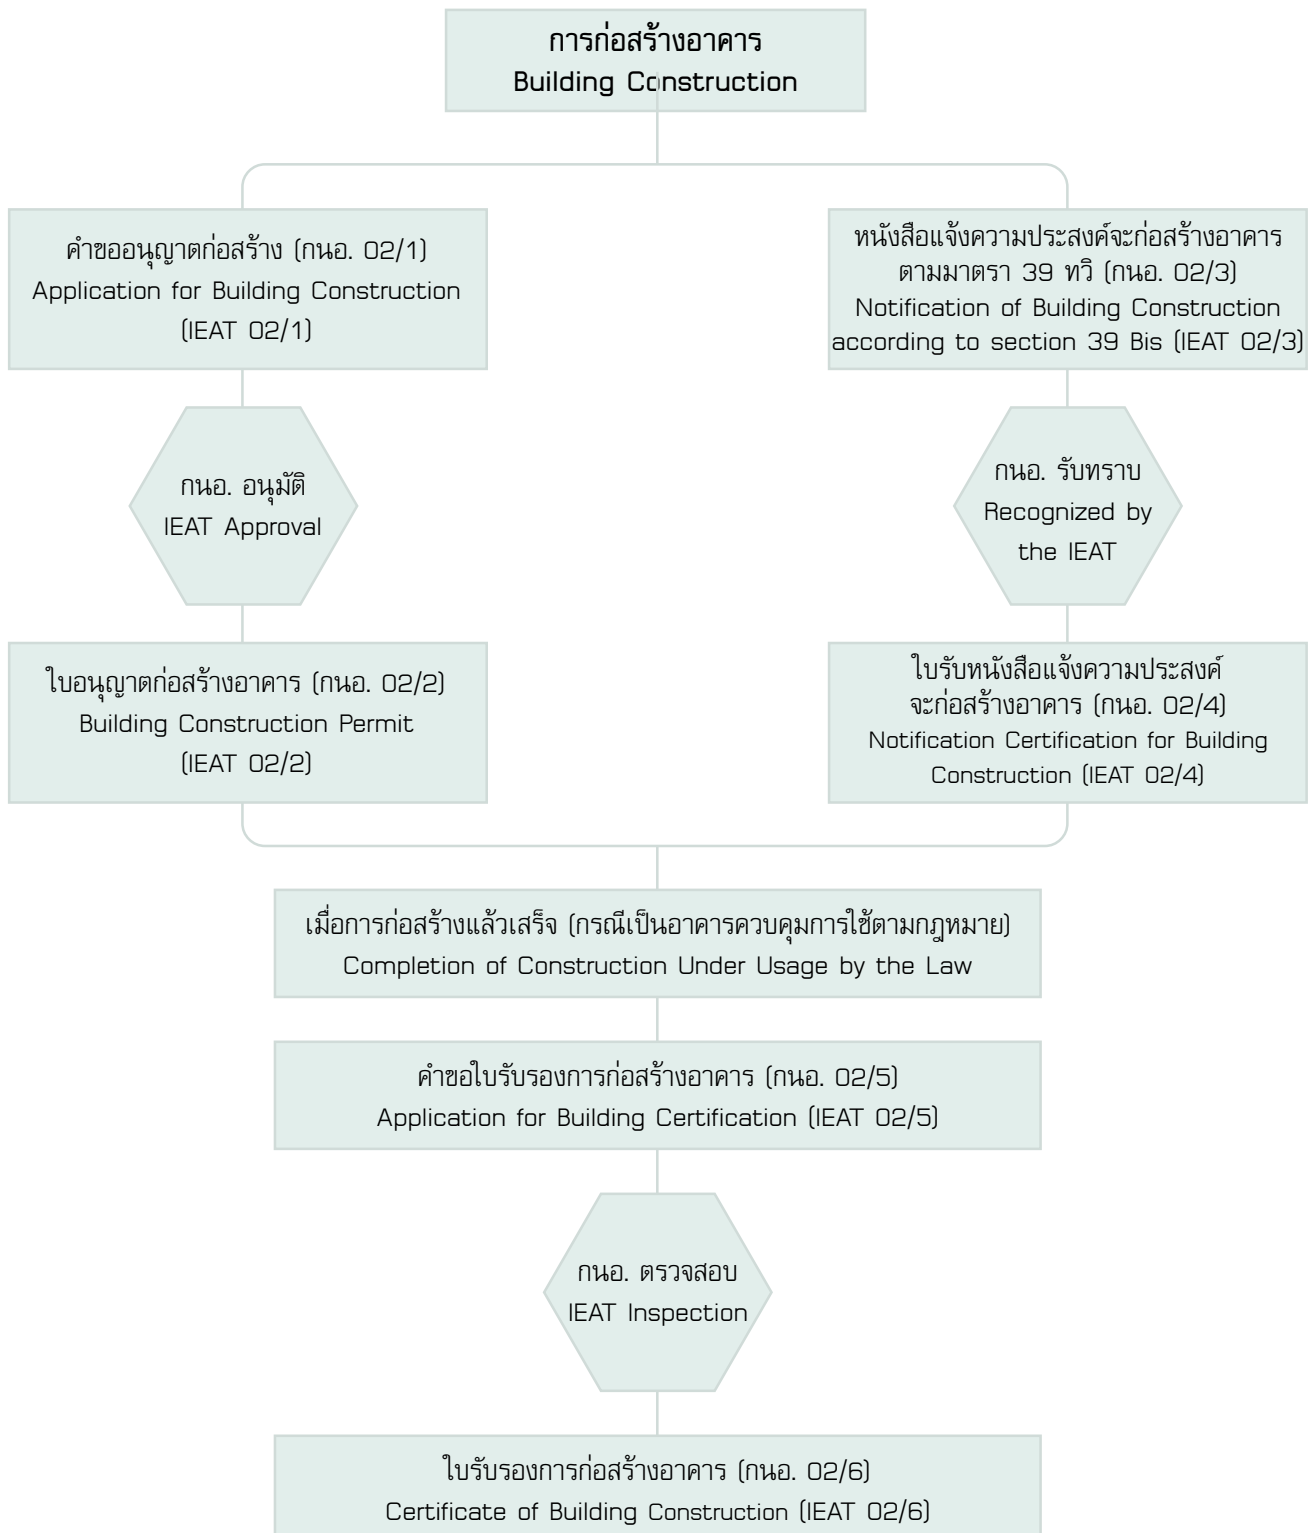 การก่อสร้างอาคาร
Building Construction
คำขออนุญาตก่อสร้าง (กนอ. 02/1)
Application for Building Construction
(IEAT 02/1)
หนังสือแจ้งความประสงค์จะก่อสร้างอาคาร
ตามมาตรา 39 ทวิ (กนอ. 02/3)
Notification of Building Construction
according to section 39 Bis (IEAT 02/3)
กนอ. อนุมัติ
IEAT Approval
กนอ. รับทราบ
Recognized by
the IEAT
ใบอนุญาตก่อสร้างอาคาร (กนอ. 02/2)
Building Construction Permit
(IEAT 02/2)
ใบรับหนังสือแจ้งความประสงค์
จะก่อสร้างอาคาร (กนอ. 02/4)
Notification Certification for Building
Construction (IEAT 02/4)
เมื่อการก่อสร้างแล้วเสร็จ (กรณีเป็นอาคารควบคุมการใช้ตามกฎหมาย)
Completion of Construction Under Usage by the Law
คำขอใบรับรองการก่อสร้างอาคาร (กนอ. 02/5)
Application for Building Certification (IEAT 02/5)
กนอ. ตรวจสอบ
IEAT Inspection
ใบรับรองการก่อสร้างอาคาร (กนอ. 02/6)
Certificate of Building Construction (IEAT 02/6)